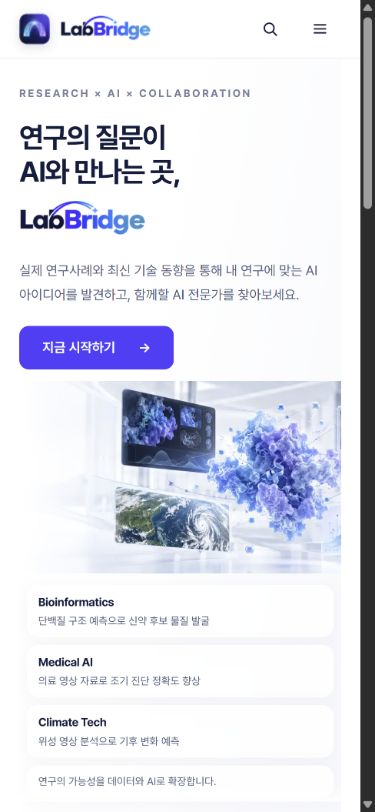 LabBridge
RESEARCH × AI × COLLABORATION
연구의 질문이
AI와 만나는 곳,
LabBridge
실제 연구사례와 최신 기술 동향을 통해 내 연구에 맞는 AI
아이디어를 발견하고, 함께할 AI 전문가를 찾아보세요.
지금 시작하기 →
Bioinformatics
단백질 구조 예측으로 신약 후보 물질 발굴
Medical AI
의료 영상 자료로 조기 진단 정확도 향상
Climate Tech
위성 영상 분석으로 기후 변화 예측
연구의 가능성을 데이터와 AI로 확장합니다.